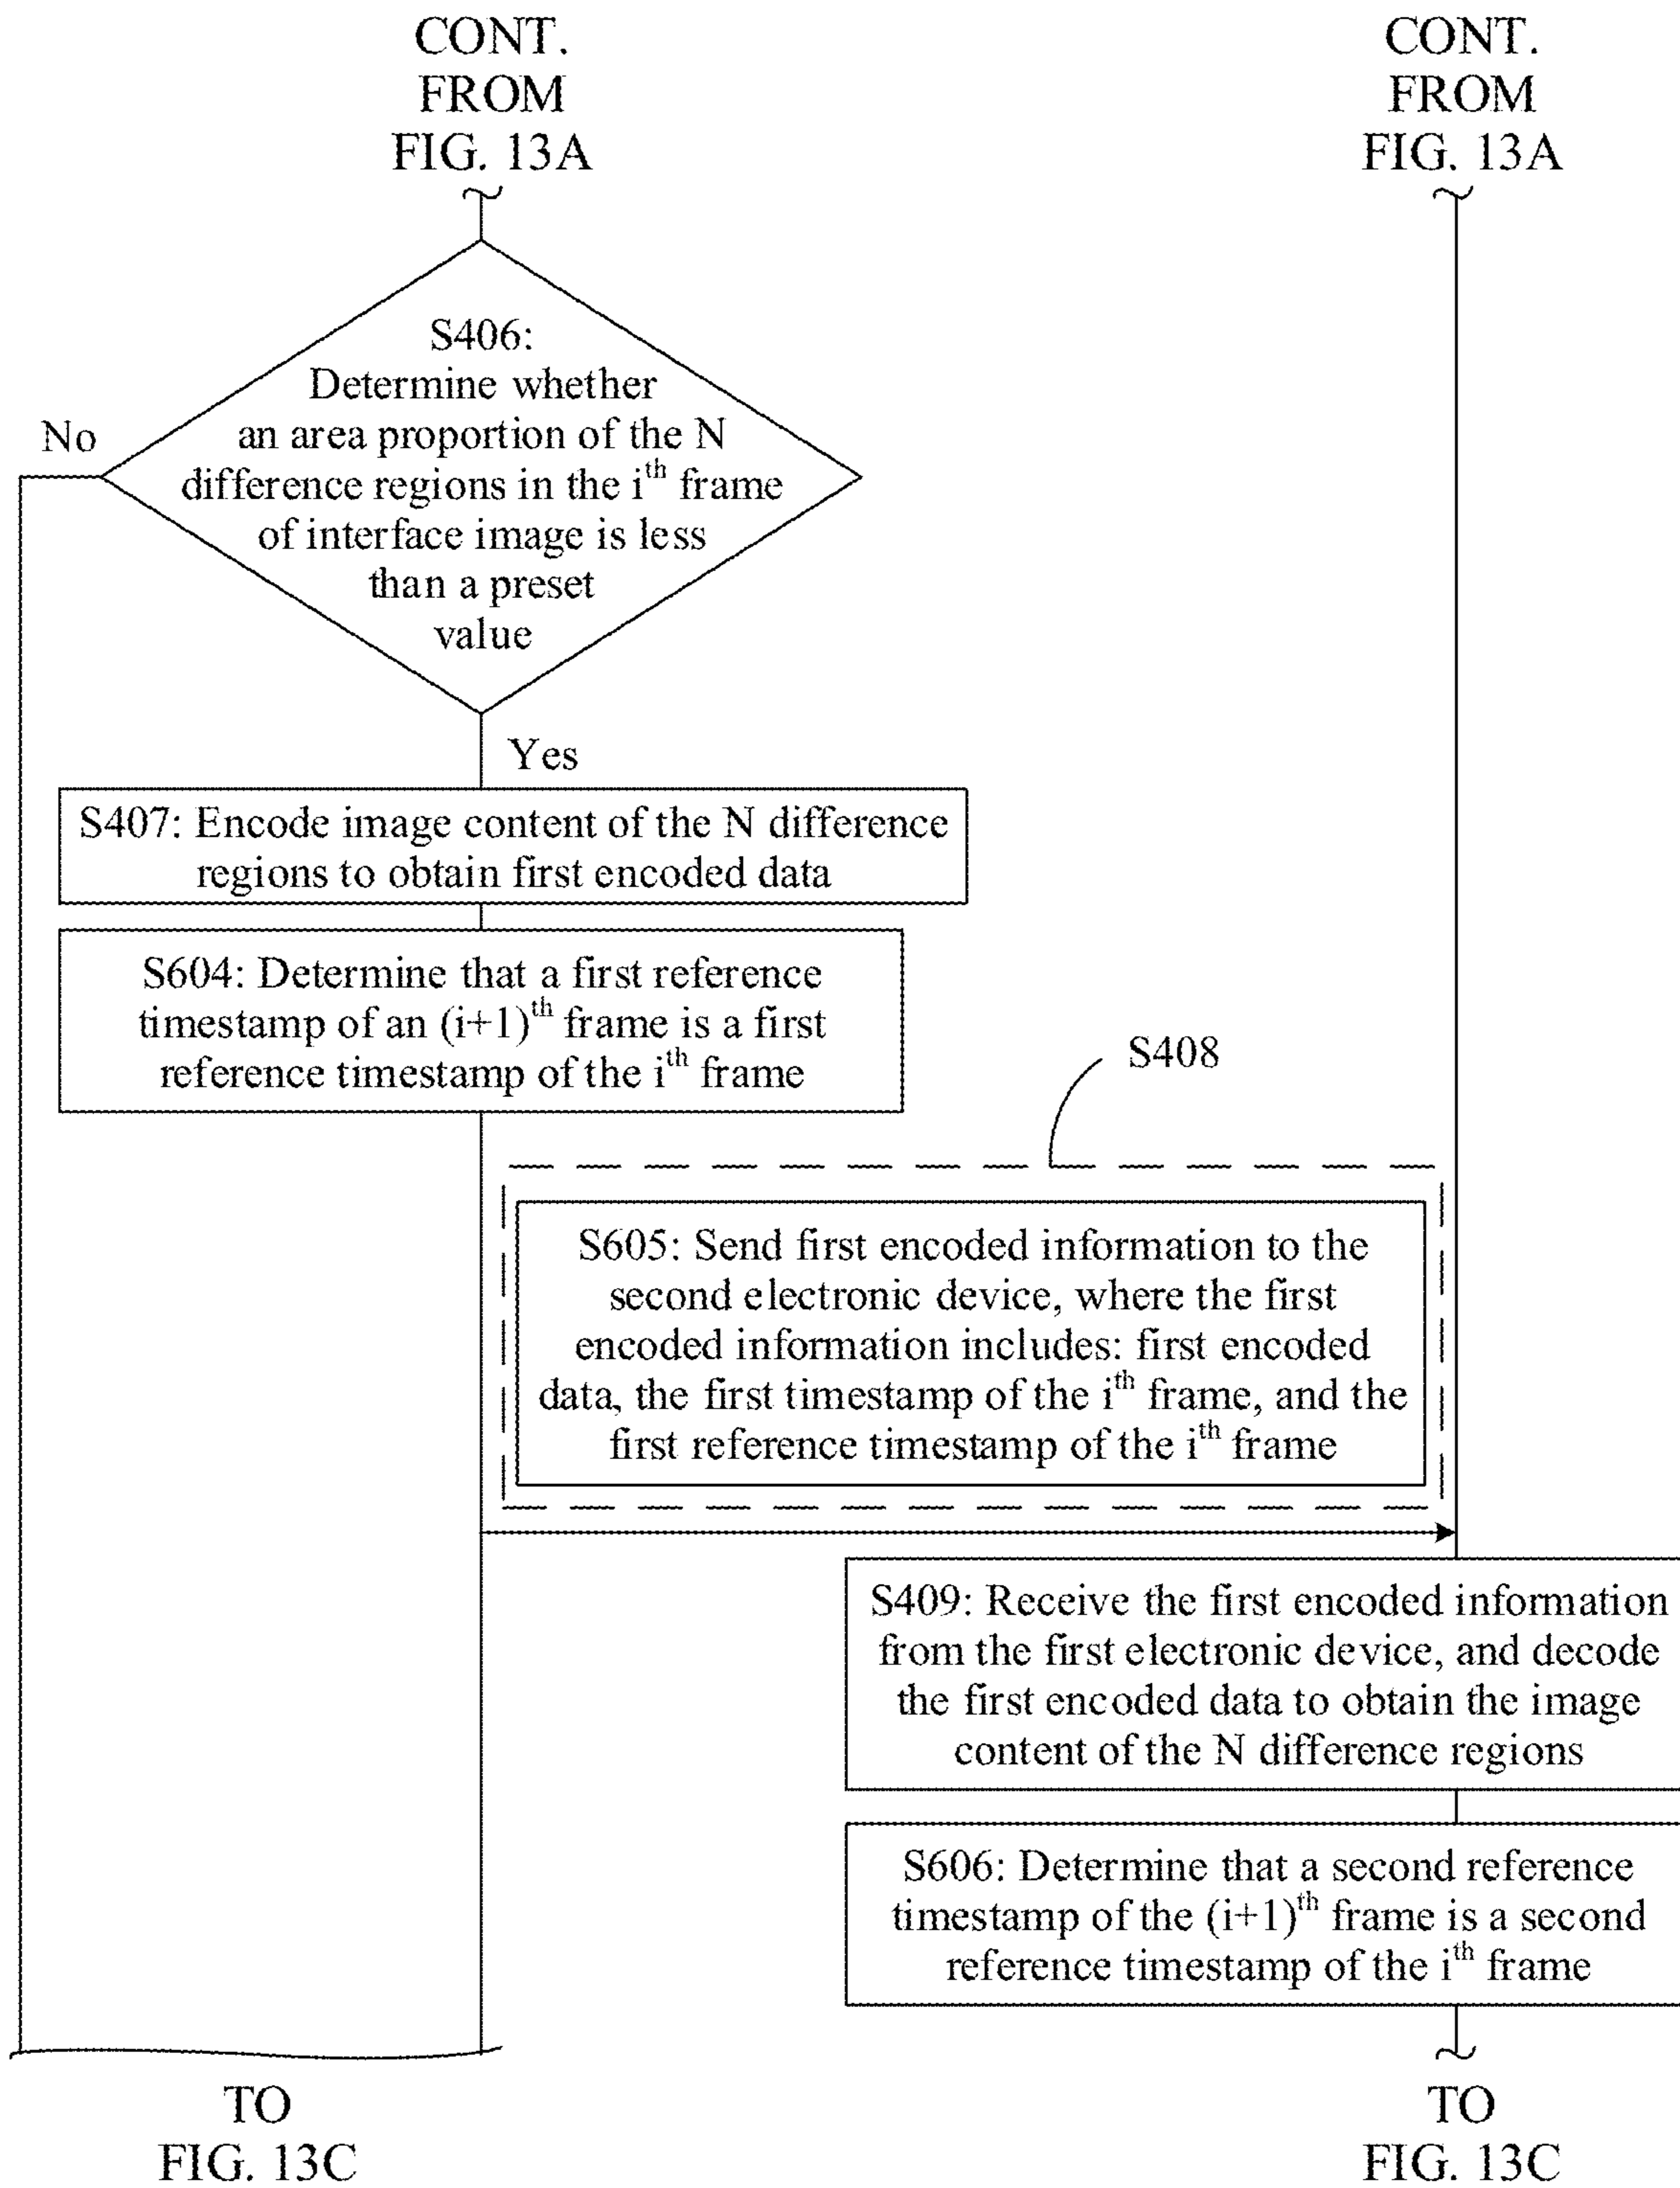 CONT.
FROM
FIG. 13A
CONT.
FROM
FIG. 13A
S406:
Determine whether
an area proportion of the N
difference regions in the iᵗʰ frame
of interface image is less
than a preset
value
No
Yes
S407: Encode image content of the N difference
regions to obtain first encoded data
S604: Determine that a first reference
timestamp of an (i+1)ᵗʰ frame is a first
reference timestamp of the iᵗʰ frame
S408
S605: Send first encoded information to the
second electronic device, where the first
encoded information includes: first encoded
data, the first timestamp of the iᵗʰ frame, and the
first reference timestamp of the iᵗʰ frame
S409: Receive the first encoded information
from the first electronic device, and decode
the first encoded data to obtain the image
content of the N difference regions
S606: Determine that a second reference
timestamp of the (i+1)ᵗʰ frame is a second
reference timestamp of the iᵗʰ frame
TO
FIG. 13C
TO
FIG. 13C